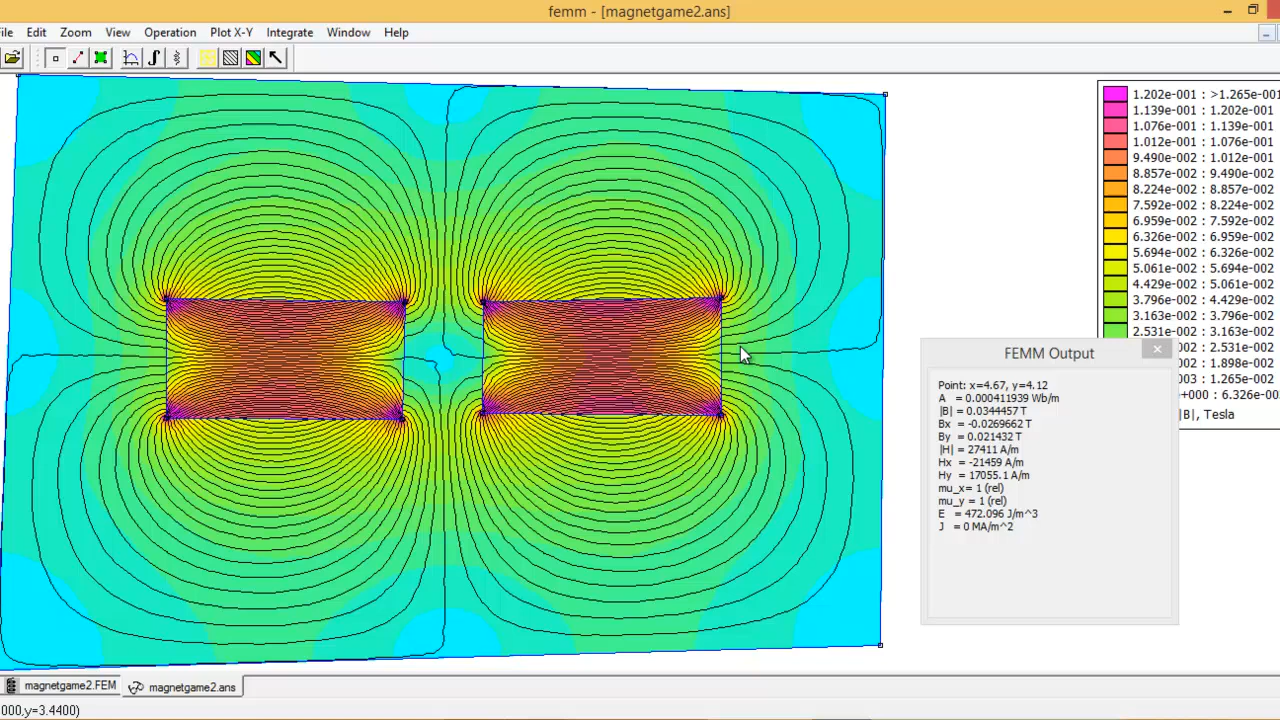 femm - [magnetgame2.ans]
ile Edit Zoom View Operation Plot X-Y Integrate Window Help
1.202e-001 : >1.265e-001
1.139e-001 : 1.202e-001
1.076e-001 : 1.139e-001
1.012e-001 : 1.076e-001
9.490e-002 : 1.012e-001
8.857e-002 : 9.490e-002
8.224e-002 : 8.857e-002
7.592e-002 : 8.224e-002
6.959e-002 : 7.592e-002
6.326e-002 : 6.959e-002
5.694e-002 : 6.326e-002
5.061e-002 : 5.694e-002
4.429e-002 : 5.061e-002
3.796e-002 : 4.429e-002
3.163e-002 : 3.796e-002
2.531e-002 : 3.163e-002
002 : 2.531e-002
002 : 1.898e-002
003 : 1.265e-002
e+000 : 6.326e-002
|B|, Tesla
FEMM Output
Point: x=4.67, y=4.12
A = 0.000411939 Wb/m
|B| = 0.0344457 T
Bx = -0.0269662 T
By = 0.021432 T
|H| = 27411 A/m
Hx = -21459 A/m
Hy = 17055.1 A/m
mu_x= 1 (rel)
mu_y = 1 (rel)
E = 472.096 J/m^3
J = 0 MA/m^2
magnetgame2.FEM magnetgame2.ans
000,y=3.4400)